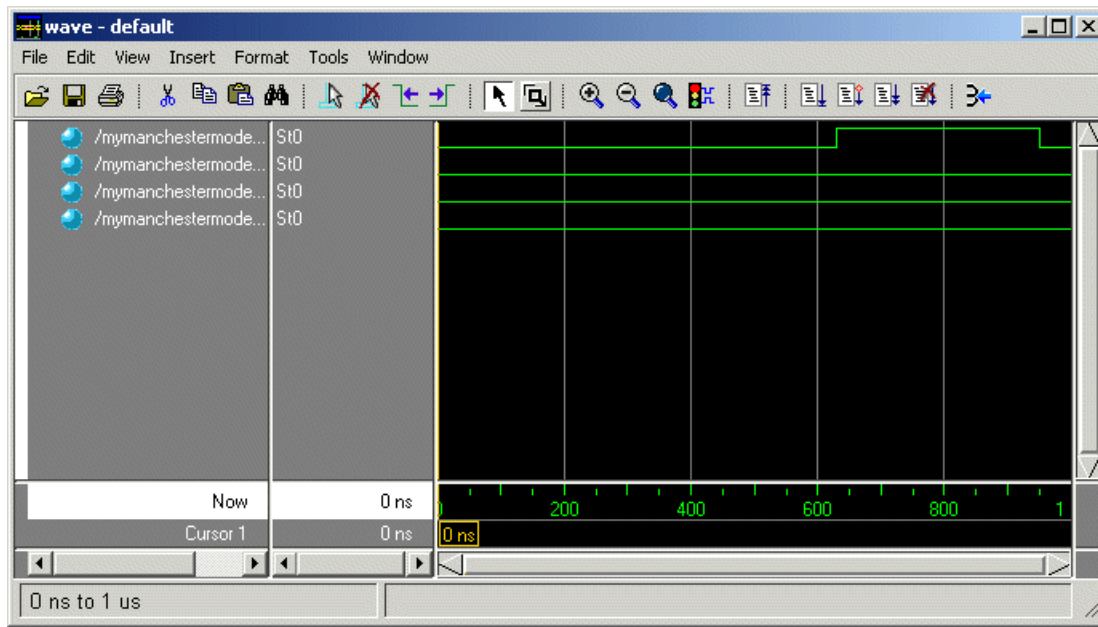 wave - default
File Edit View Insert Format Tools Window
/mymanchestermode... St0
/mymanchestermode... St0
/mymanchestermode... St0
/mymanchestermode... St0
Now 0 ns 200 400 600 800 1
Cursor 1 0 ns 0 ns
0 ns to 1 us